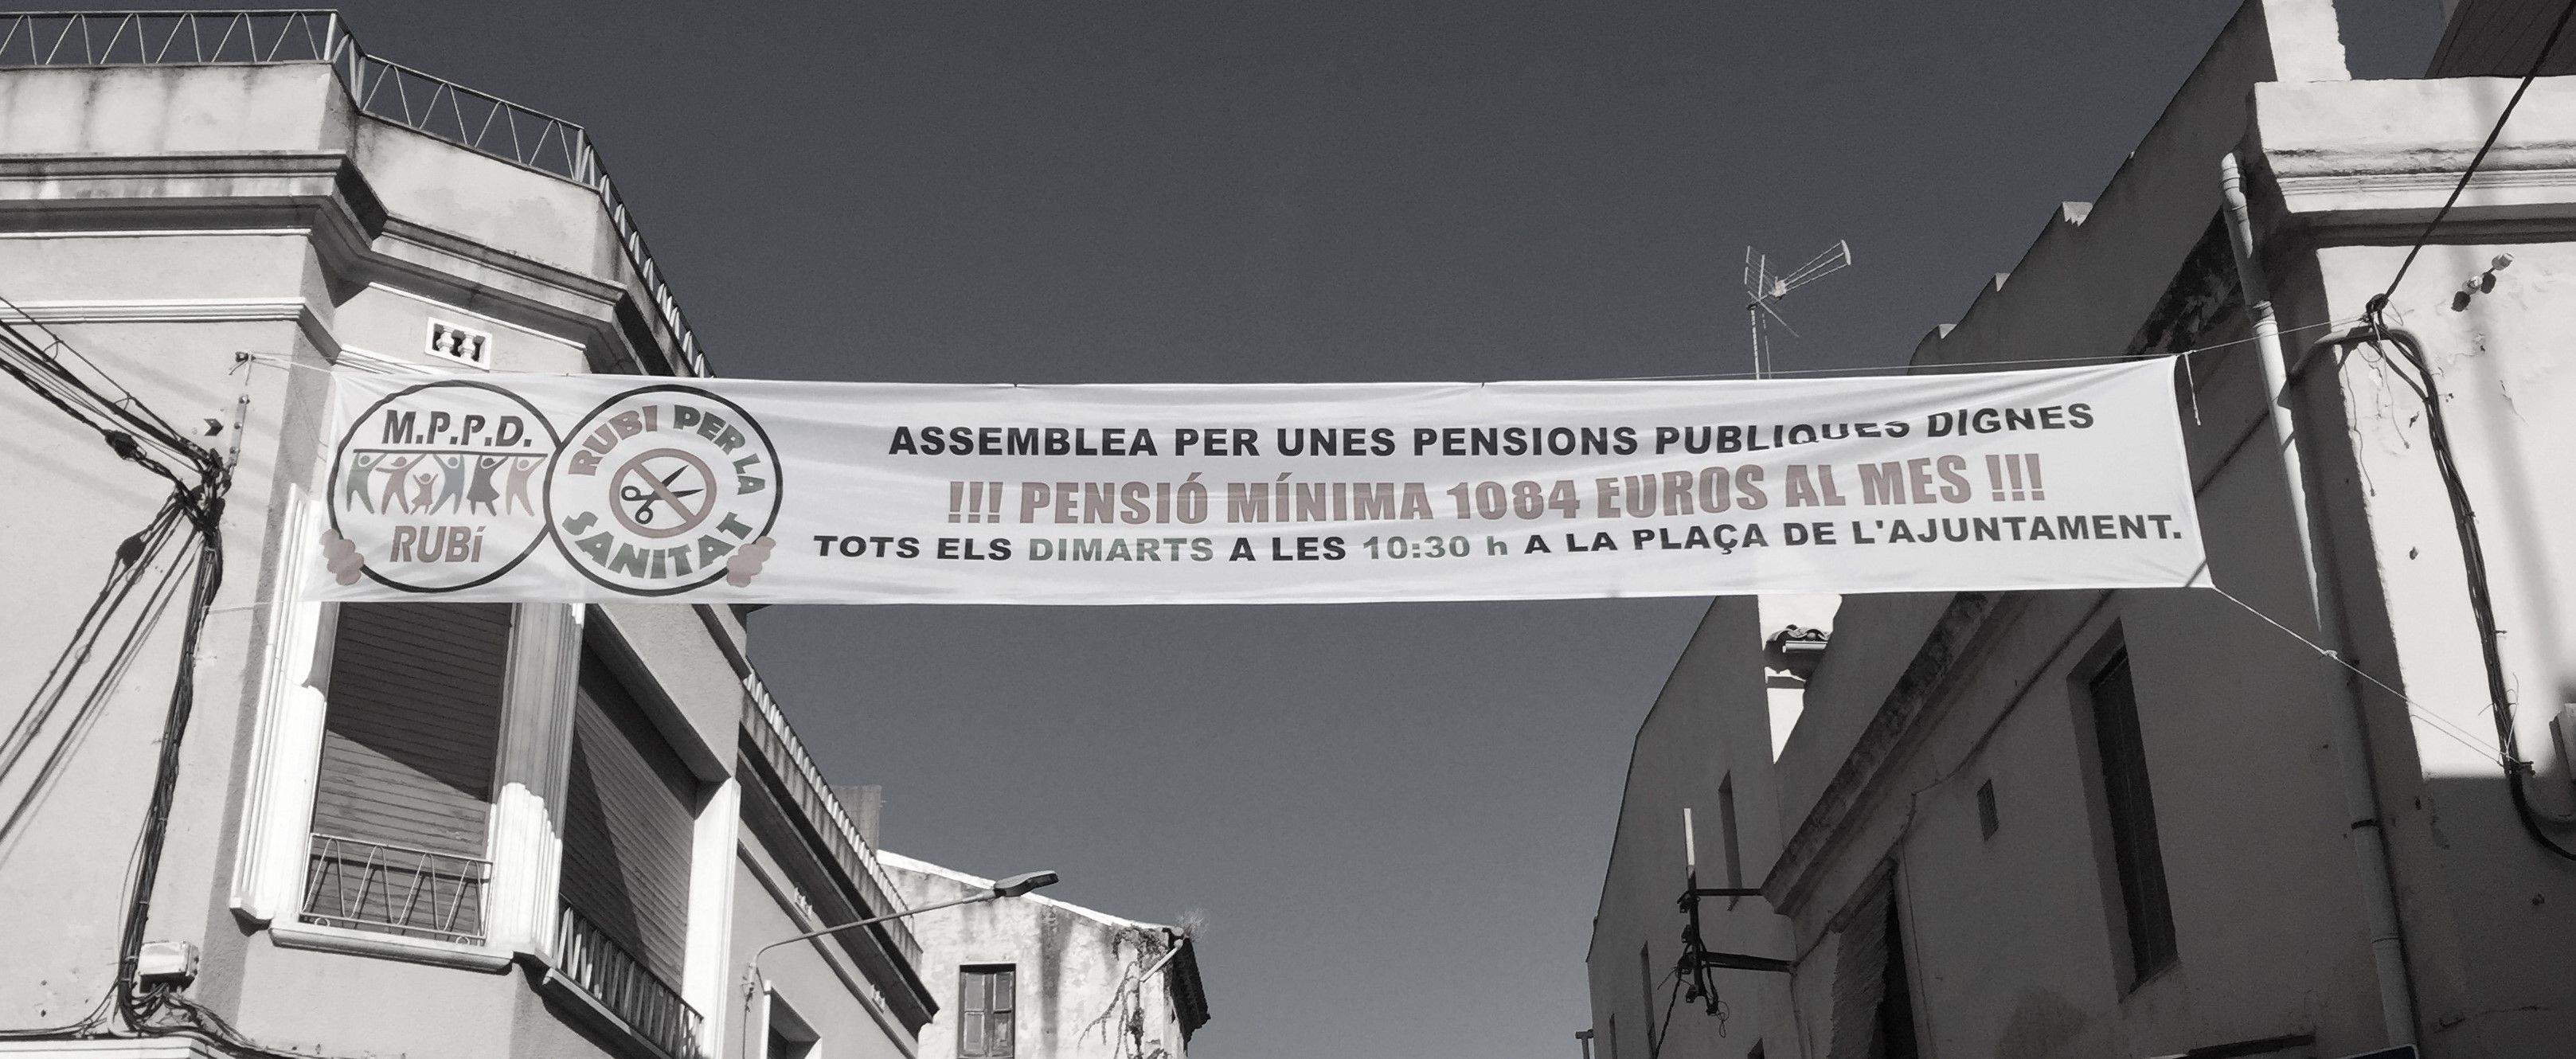 M.P.P.D.
RUBí
RUBI PER LA
SANITAT
ASSEMBLEA PER UNES PENSIONS PUBLIQUES DIGNES
!!! PENSIÓ MÍNIMA 1084 EUROS AL MES !!!
TOTS ELS DIMARTS A LES 10:30 h A LA PLAÇA DE L'AJUNTAMENT.